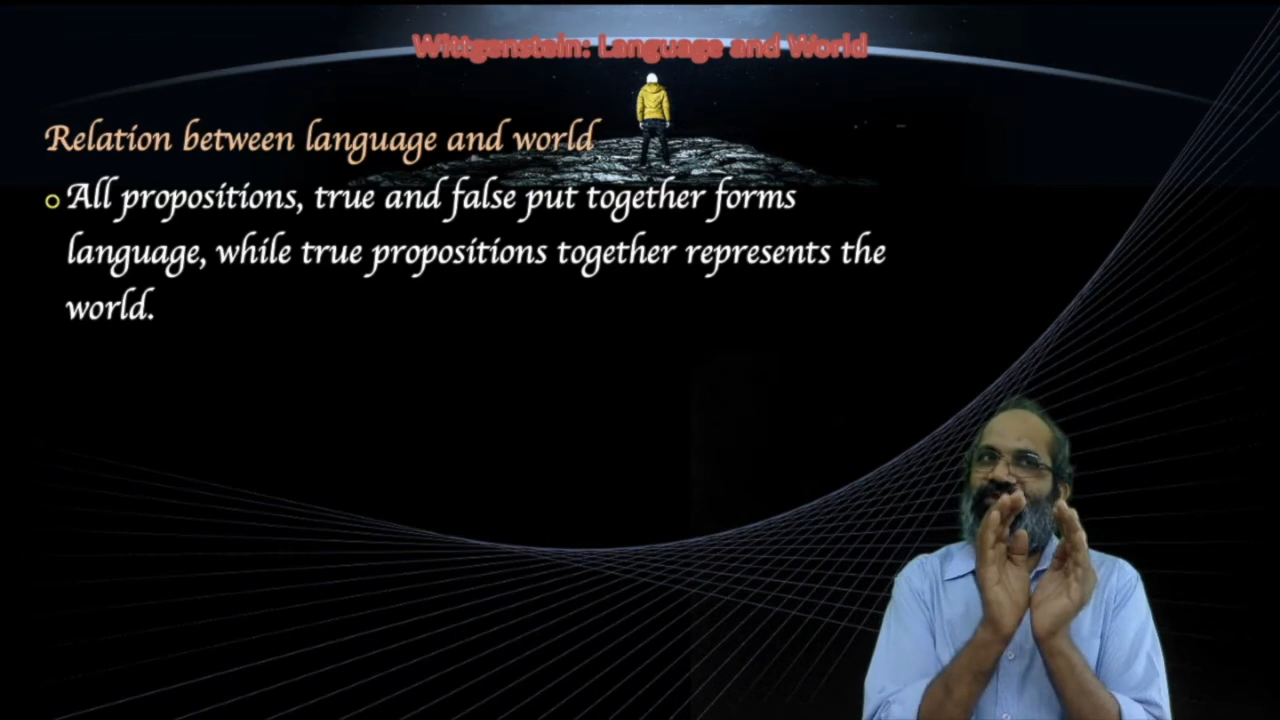 Wittgenstein: Language and World
Relation between language and world
All propositions, true and false put together forms
language, while true propositions together represents the
world.